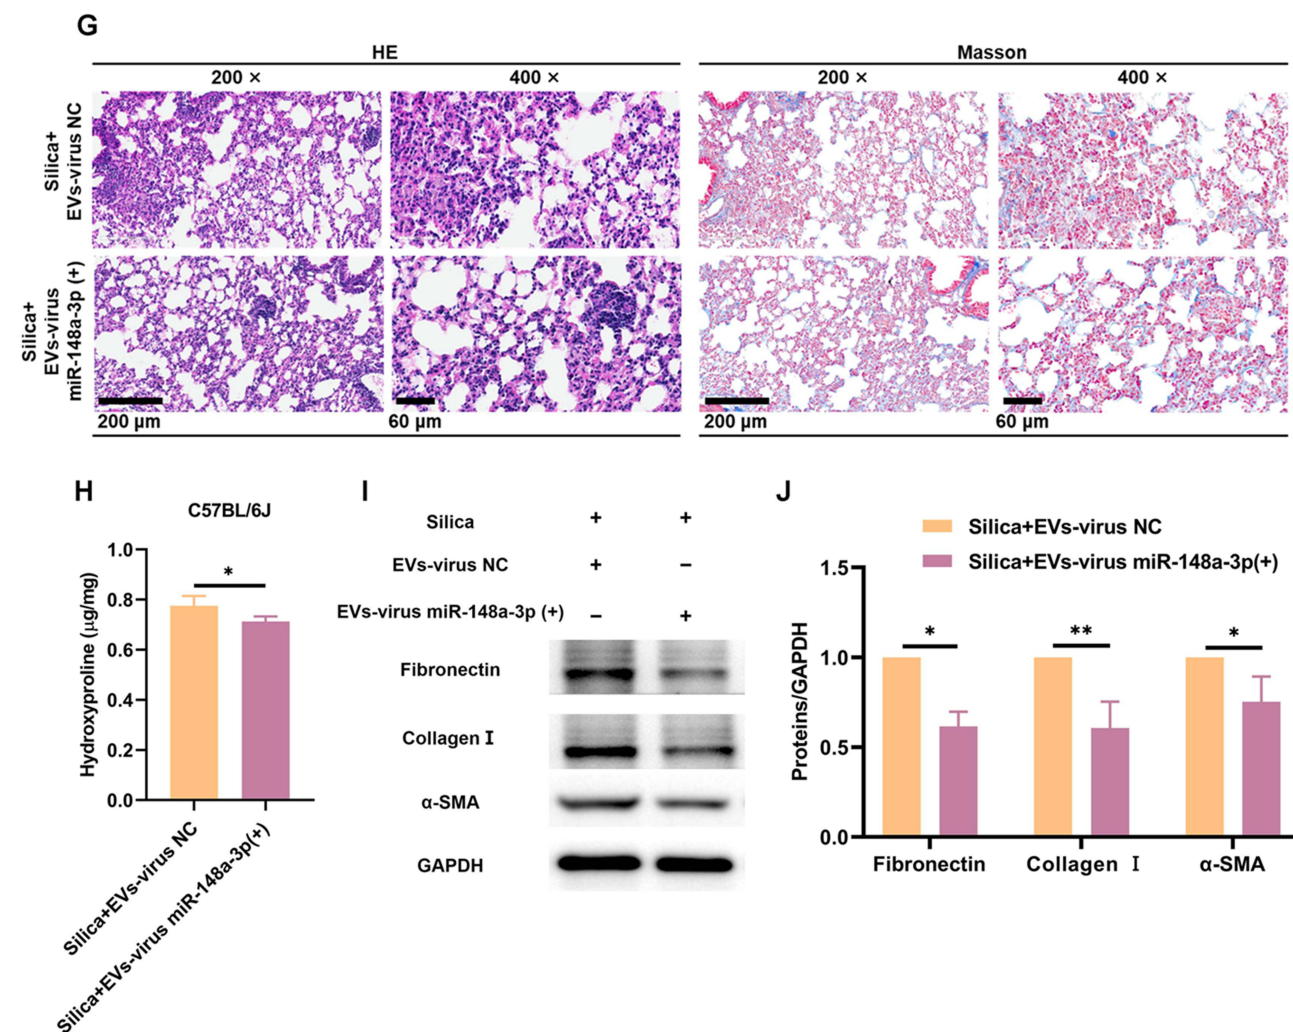 G
HE
Masson
200 ×
400 ×
200 ×
400 ×
Silica+
EVs-virus NC
Silica+
EVs-virus
miR-148a-3p (+)
200 µm
60 µm
200 µm
60 µm
H
C57BL/6J
Hydroxyproline (µg/mg)
1.0
0.8
0.6
0.4
0.2
0.0
*
Silica+EVs-virus NC
Silica+EVs-virus miR-148a-3p(+)
I
Silica + +
EVs-virus NC + −
EVs-virus miR-148a-3p (+) − +
Fibronectin
Collagen Ⅰ
α-SMA
GAPDH
J
Silica+EVs-virus NC
Silica+EVs-virus miR-148a-3p(+)
Proteins/GAPDH
1.5
1.0
0.5
0.0
* ** *
Fibronectin Collagen Ⅰ α-SMA